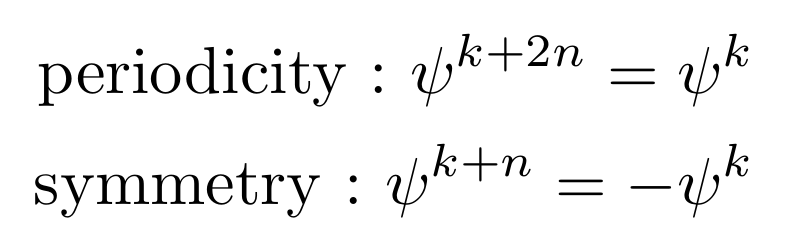 periodicity : ψ^{k+2n} = ψ^k
symmetry : ψ^{k+n} = −ψ^k